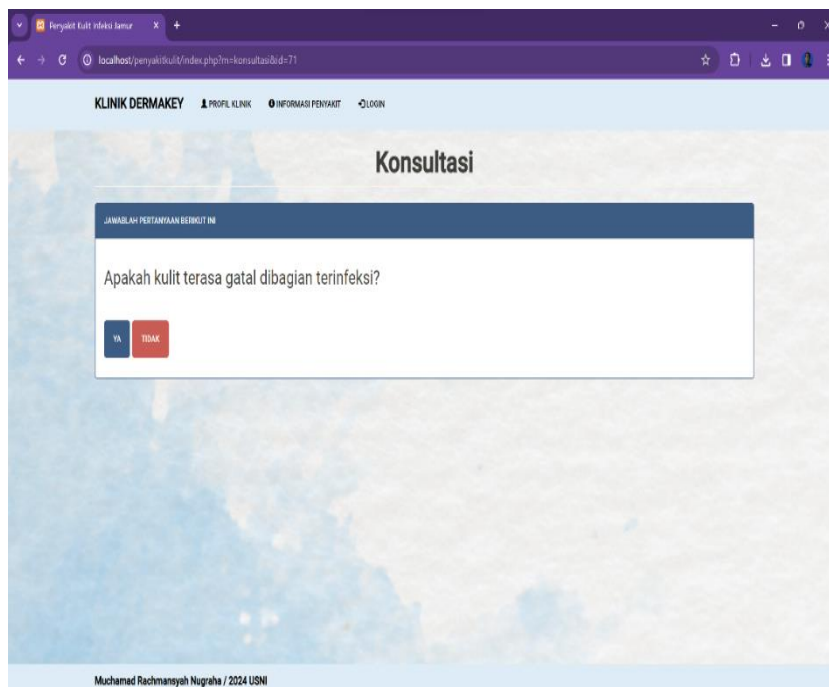 Penyakit Kulit Infeksi Jamur
localhost/penyakitkulit/index.php?m=konsultasi&id=71
KLINIK DERMAKEY PROFIL KLINIK INFORMASI PENYAKIT LOGIN
Konsultasi
JAWABLAH PERTANYAAN BERIKUT INI
Apakah kulit terasa gatal dibagian terinfeksi?
YA TIDAK
Muchamad Rachmansyah Nugraha / 2024 USNI